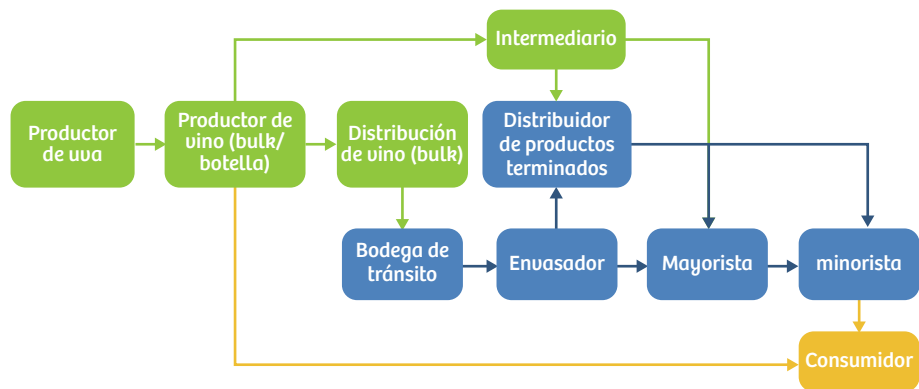 Intermediario
Productor
de uva
Productor de
vino (bulk/
botella)
Distribución
de vino (bulk)
Distribuidor
de productos
terminados
Bodega de
tránsito
Envasador
Mayorista
minorista
Consumidor